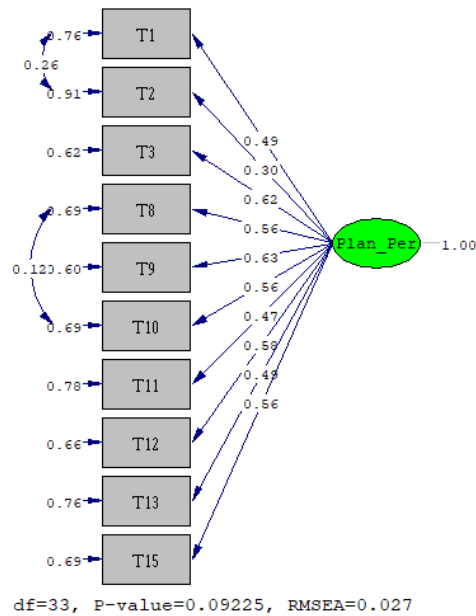 0.76 T1
0.26
0.91 T2
0.49
0.62 T3
0.30
0.62
0.69 T8
0.56
Plan_Per 1.00
0.63
0.12 0.60 T9
0.56
0.69 T10
0.47
0.58
0.78 T11
0.49
0.56
0.66 T12
0.76 T13
0.69 T15
df=33, P-value=0.09225, RMSEA=0.027